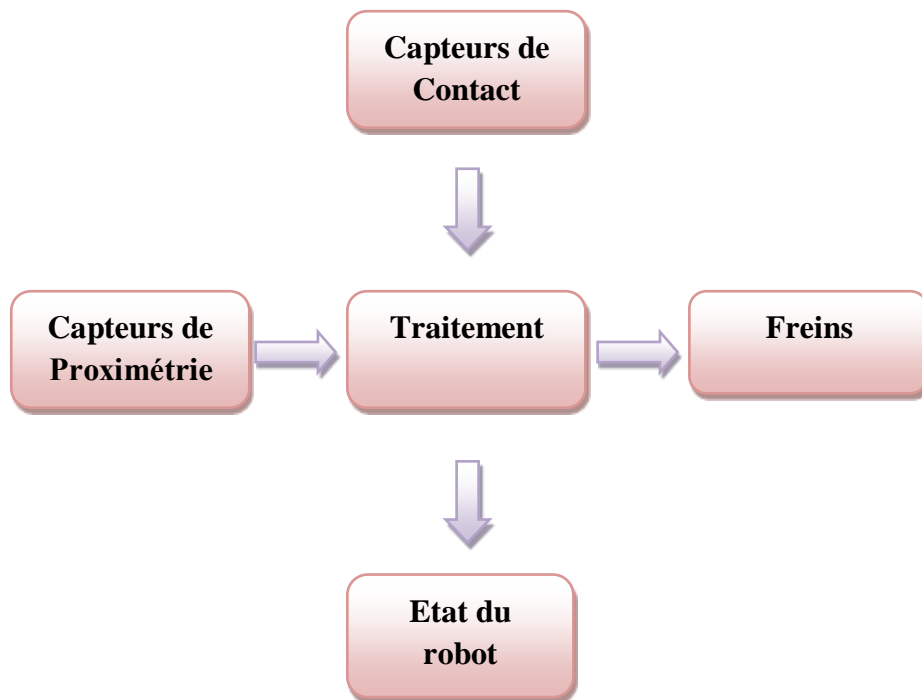 Capteurs de
Contact
Capteurs de
Proximétrie
Traitement
Freins
Etat du
robot